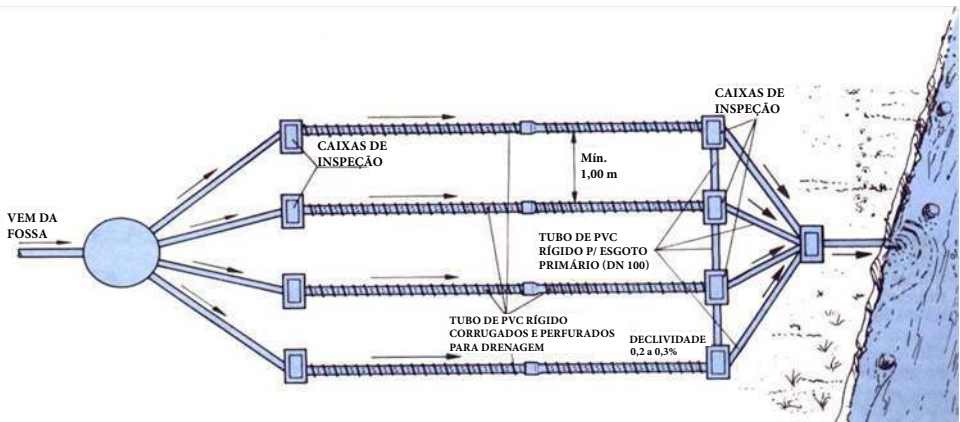 CAIXAS DE
INSPEÇÃO
CAIXAS DE
INSPEÇÃO
Mín.
1,00 m
VEM DA
FOSSA
TUBO DE PVC
RÍGIDO P/ ESGOTO
PRIMÁRIO (DN 100)
TUBO DE PVC RÍGIDO
CORRUGADOS E PERFURADOS
PARA DRENAGEM
DECLIVIDADE
0,2 a 0,3%